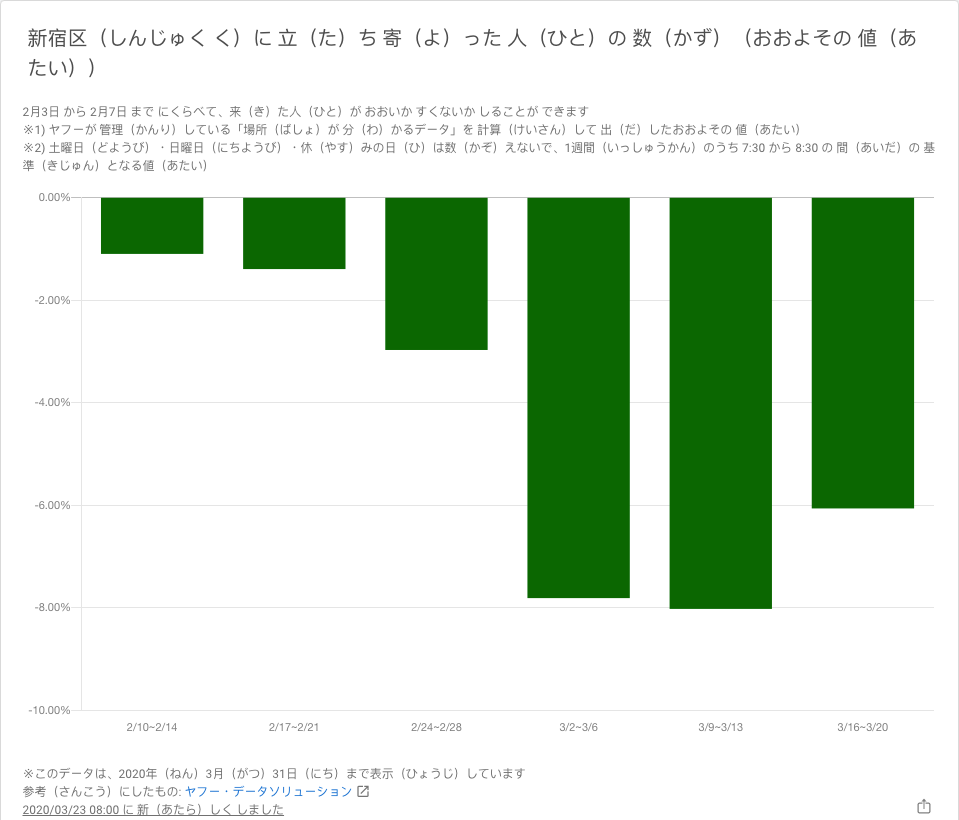 新宿区（しんじゅく く）に 立（た）ち 寄（よ）った 人（ひと）の 数（かず）（おおよその 値（あ
たい））
2月3日 から 2月7日 まで にくらべて、来（き）た人（ひと）が おおいか すくないか しることが できます
※1) ヤフーが 管理（かんり）している「場所（ばしょ）が 分（わ）かるデータ」を 計算（けいさん）して 出（だ）したおおよその 値（あたい）
※2) 土曜日（どようび）・日曜日（にちようび）・休（やす）みの日（ひ）は数（かぞ）えないで、1週間（いっしゅうかん）のうち 7:30 から 8:30 の 間（あいだ）の 基
準（きじゅん）となる値（あたい）
0.00%
-2.00%
-4.00%
-6.00%
-8.00%
-10.00%
2/10~2/14 2/17~2/21 2/24~2/28 3/2~3/6 3/9~3/13 3/16~3/20
※このデータは、2020年（ねん）3月（がつ）31日（にち）まで表示（ひょうじ）しています
参考（さんこう）にしたもの: ヤフー・データソリューション
2020/03/23 08:00 に 新（あたら）しく しました